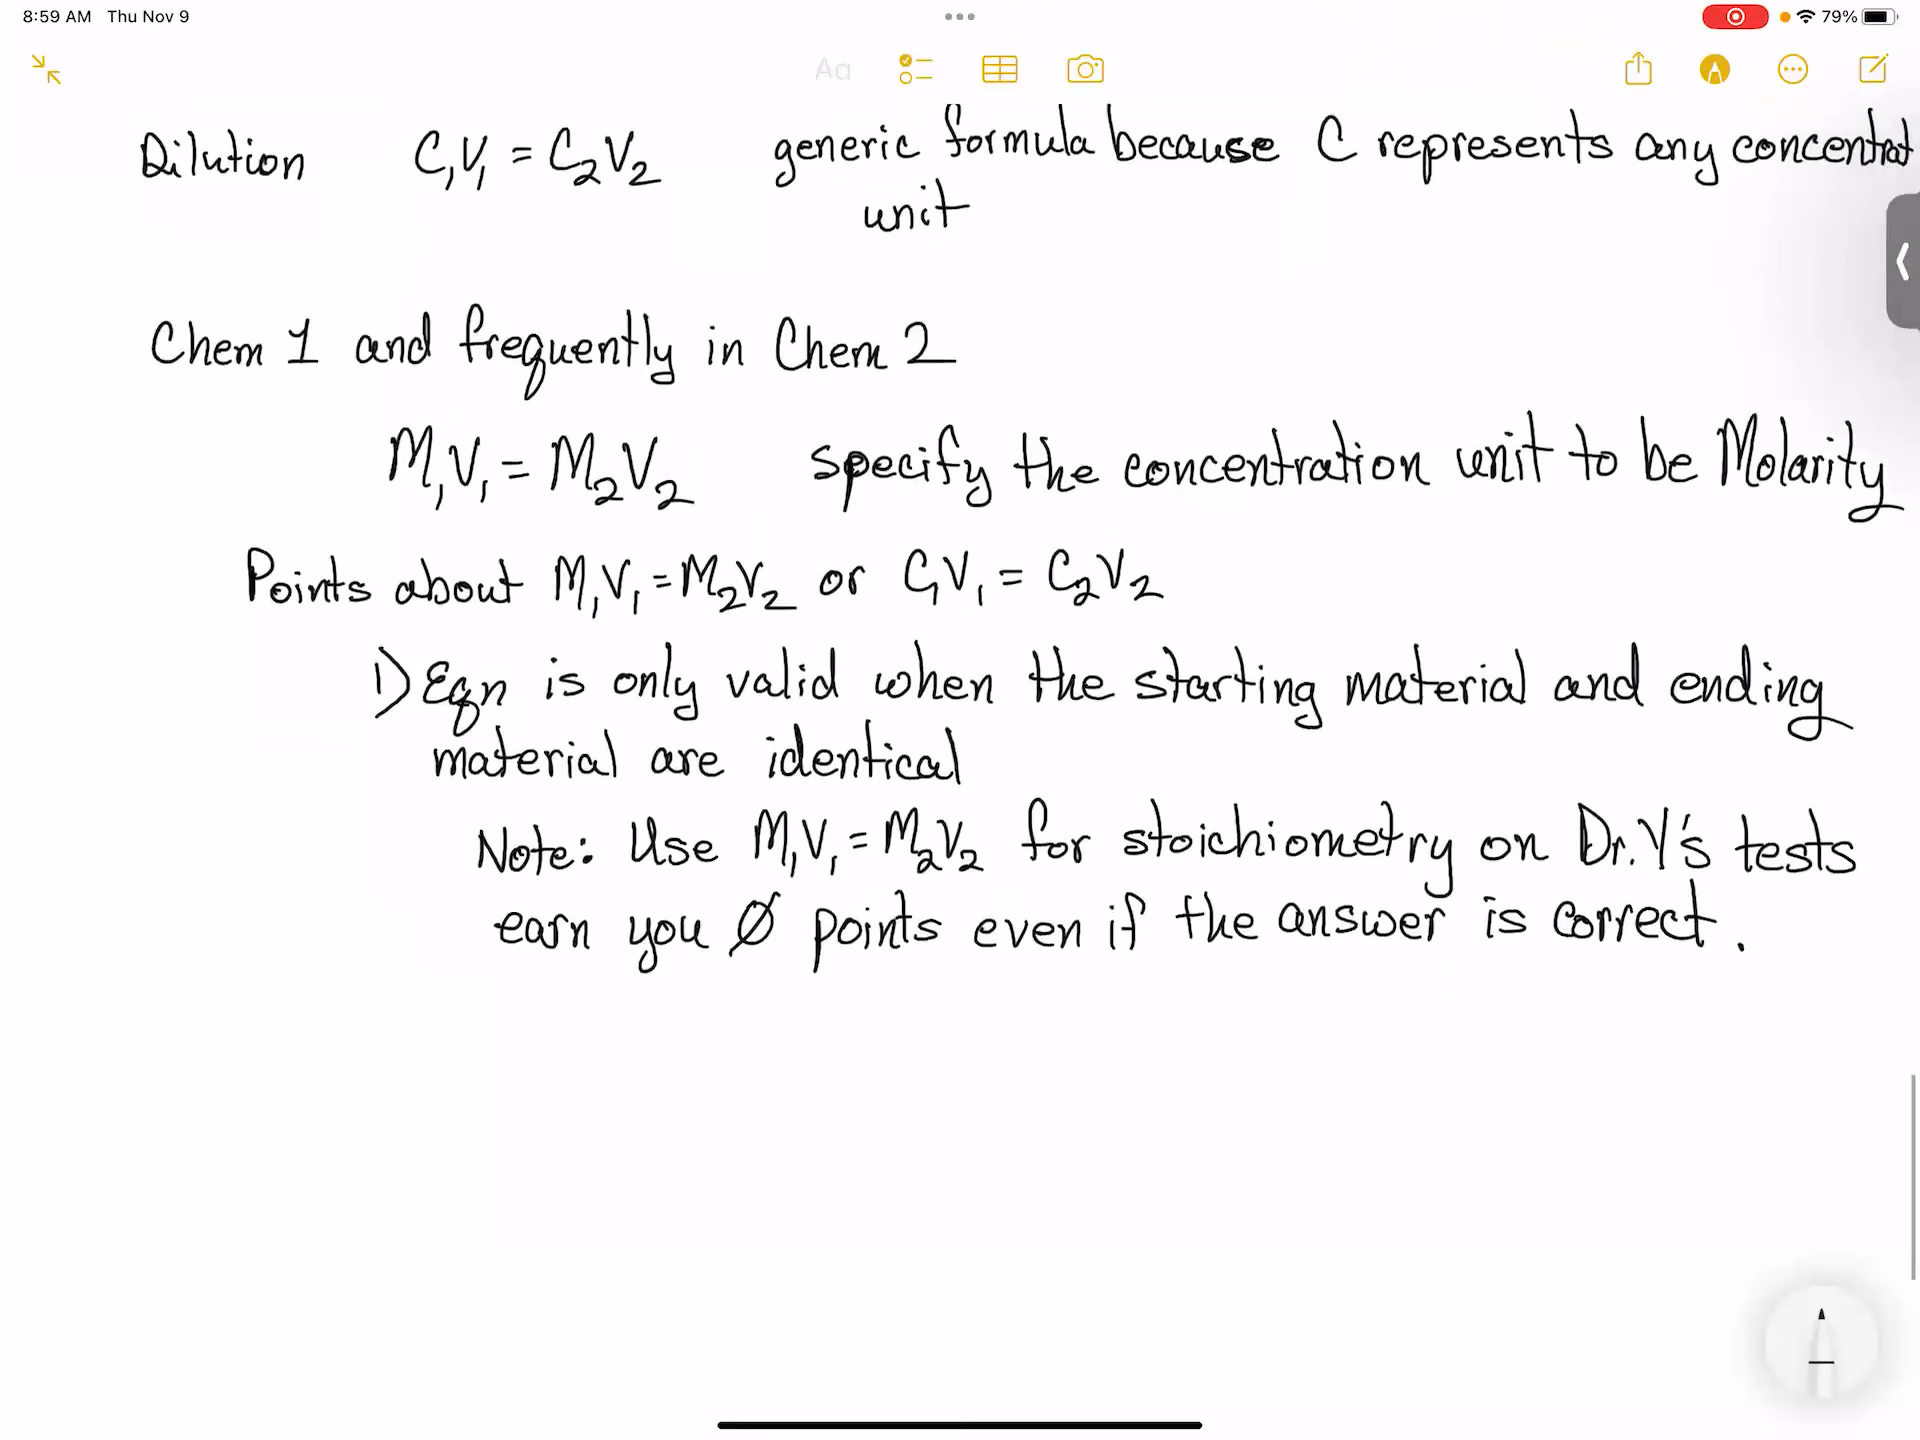 8:59 AM Thu Nov 9
79%
Aa
Dilution C₁V₁ = C₂V₂ generic formula because C represents any concentrat
unit
Chem 1 and frequently in Chem 2
M₁V₁ = M₂V₂ specify the concentration unit to be Molarity
Points about M₁V₁ = M₂V₂ or C₁V₁ = C₂V₂
1) Eqn is only valid when the starting material and ending
material are identical
Note: Use M₁V₁ = M₂V₂ for stoichiometry on Dr. Y's tests
earn you Ø points even if the answer is correct.